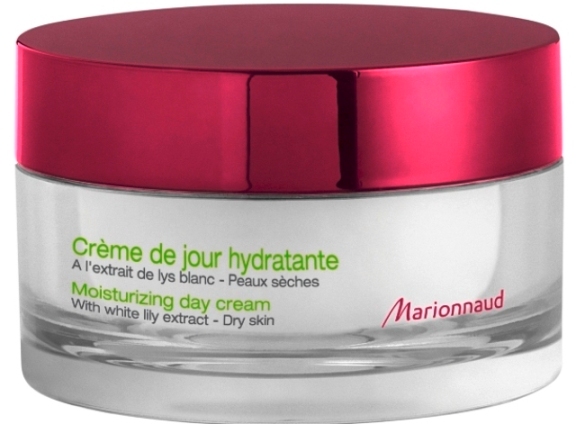 Crème de jour hydratante
A l'extrait de lys blanc - Peaux sèches
Moisturizing day cream
With white lily extract - Dry skin
Marionnaud